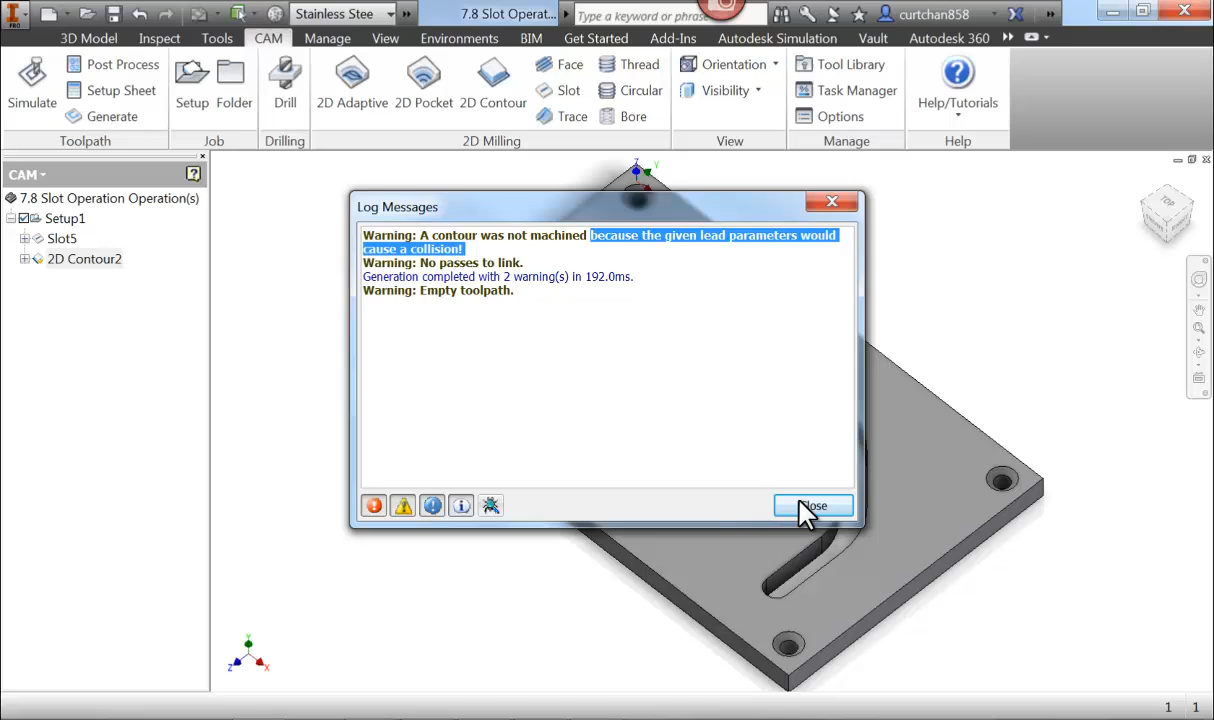 PRO
Stainless Stee
7.8 Slot Operat...
Type a keyword or phrase
curtchan858
3D Model
Inspect
Tools
CAM
Manage
View
Environments
BIM
Get Started
Add-Ins
Autodesk Simulation
Vault
Autodesk 360
Simulate
Post Process
Setup Sheet
Generate
Toolpath
Setup
Folder
Job
Drill
Drilling
2D Adaptive
2D Pocket
2D Contour
Face
Slot
Trace
Thread
Circular
Bore
2D Milling
Orientation
Visibility
View
Tool Library
Task Manager
Options
Manage
Help/Tutorials
Help
CAM
7.8 Slot Operation Operation(s)
Setup1
Slot5
2D Contour2
Log Messages
Warning: A contour was not machined because the given lead parameters would
cause a collision!
Warning: No passes to link.
Generation completed with 2 warning(s) in 192.0ms.
Warning: Empty toolpath.
Z
Y
TOP
Y
Z
X
1 1